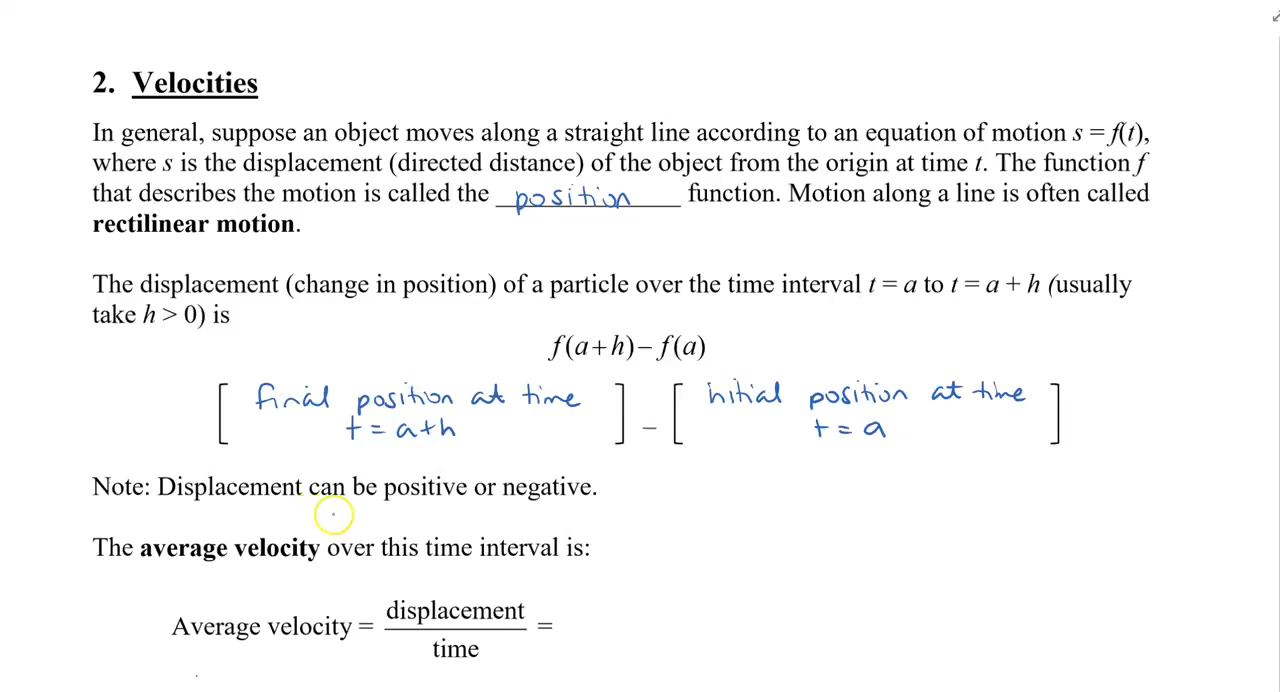 2. Velocities
In general, suppose an object moves along a straight line according to an equation of motion s = f(t),
where s is the displacement (directed distance) of the object from the origin at time t. The function f
that describes the motion is called the position function. Motion along a line is often called
rectilinear motion.
The displacement (change in position) of a particle over the time interval t = a to t = a + h (usually
take h > 0) is
f(a+h) – f(a)
[ final position at time t = a+h ] – [ initial position at time t = a ]
Note: Displacement can be positive or negative.
The average velocity over this time interval is:
Average velocity = displacement / time =